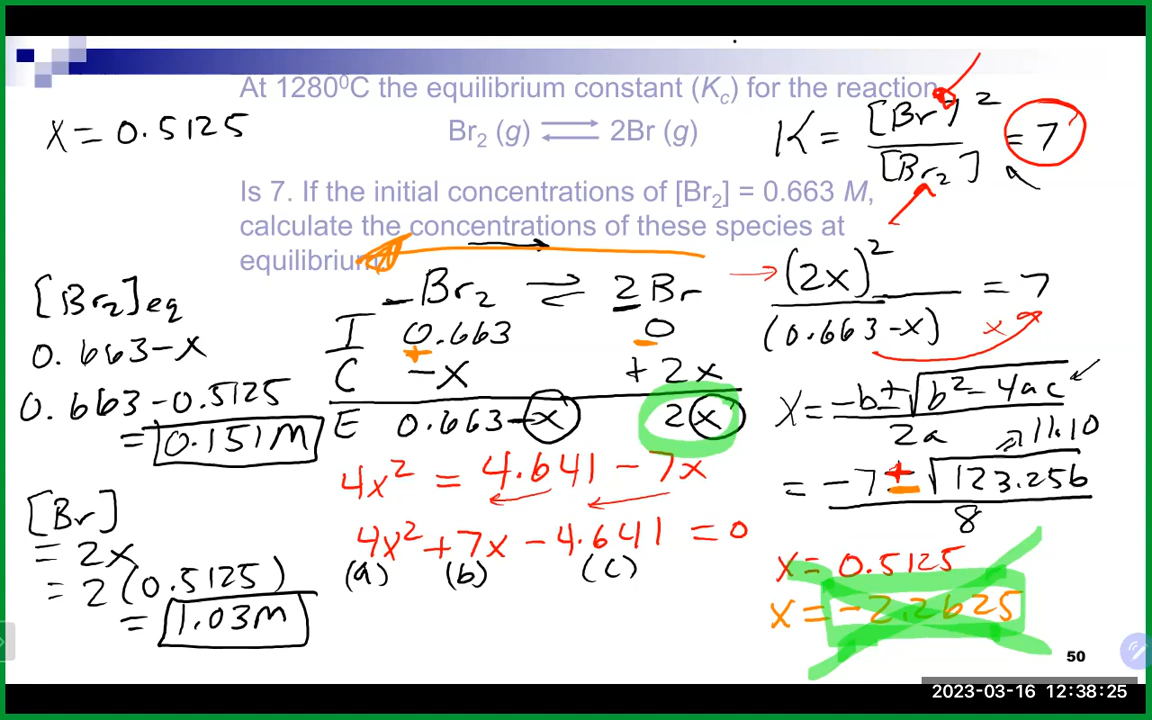 At 1280⁰C the equilibrium constant (Kc) for the reaction
Br₂ (g) ⇌ 2Br (g)
Is 7. If the initial concentrations of [Br₂] = 0.663 M,
calculate the concentrations of these species at
equilibrium
x = 0.5125
K = [Br]² / [Br₂] = 7
[Br₂]eq
0.663-x
0.663-0.5125
= 0.151M
[Br]
= 2x
= 2(0.5125)
= 1.03M
Br₂ ⇌ 2Br
I 0.663 0
C -x +2x
E 0.663-x 2x
4x² = 4.641 - 7x
4x² + 7x - 4.641 = 0
(a) (b) (c)
(2x)² / (0.663-x) = 7
x
x = -b ± √b² - 4ac / 2a
11.10
= -7 ± √123.256 / 8
x = 0.5125
x = -2.2625
50
2023-03-16 12:38:25